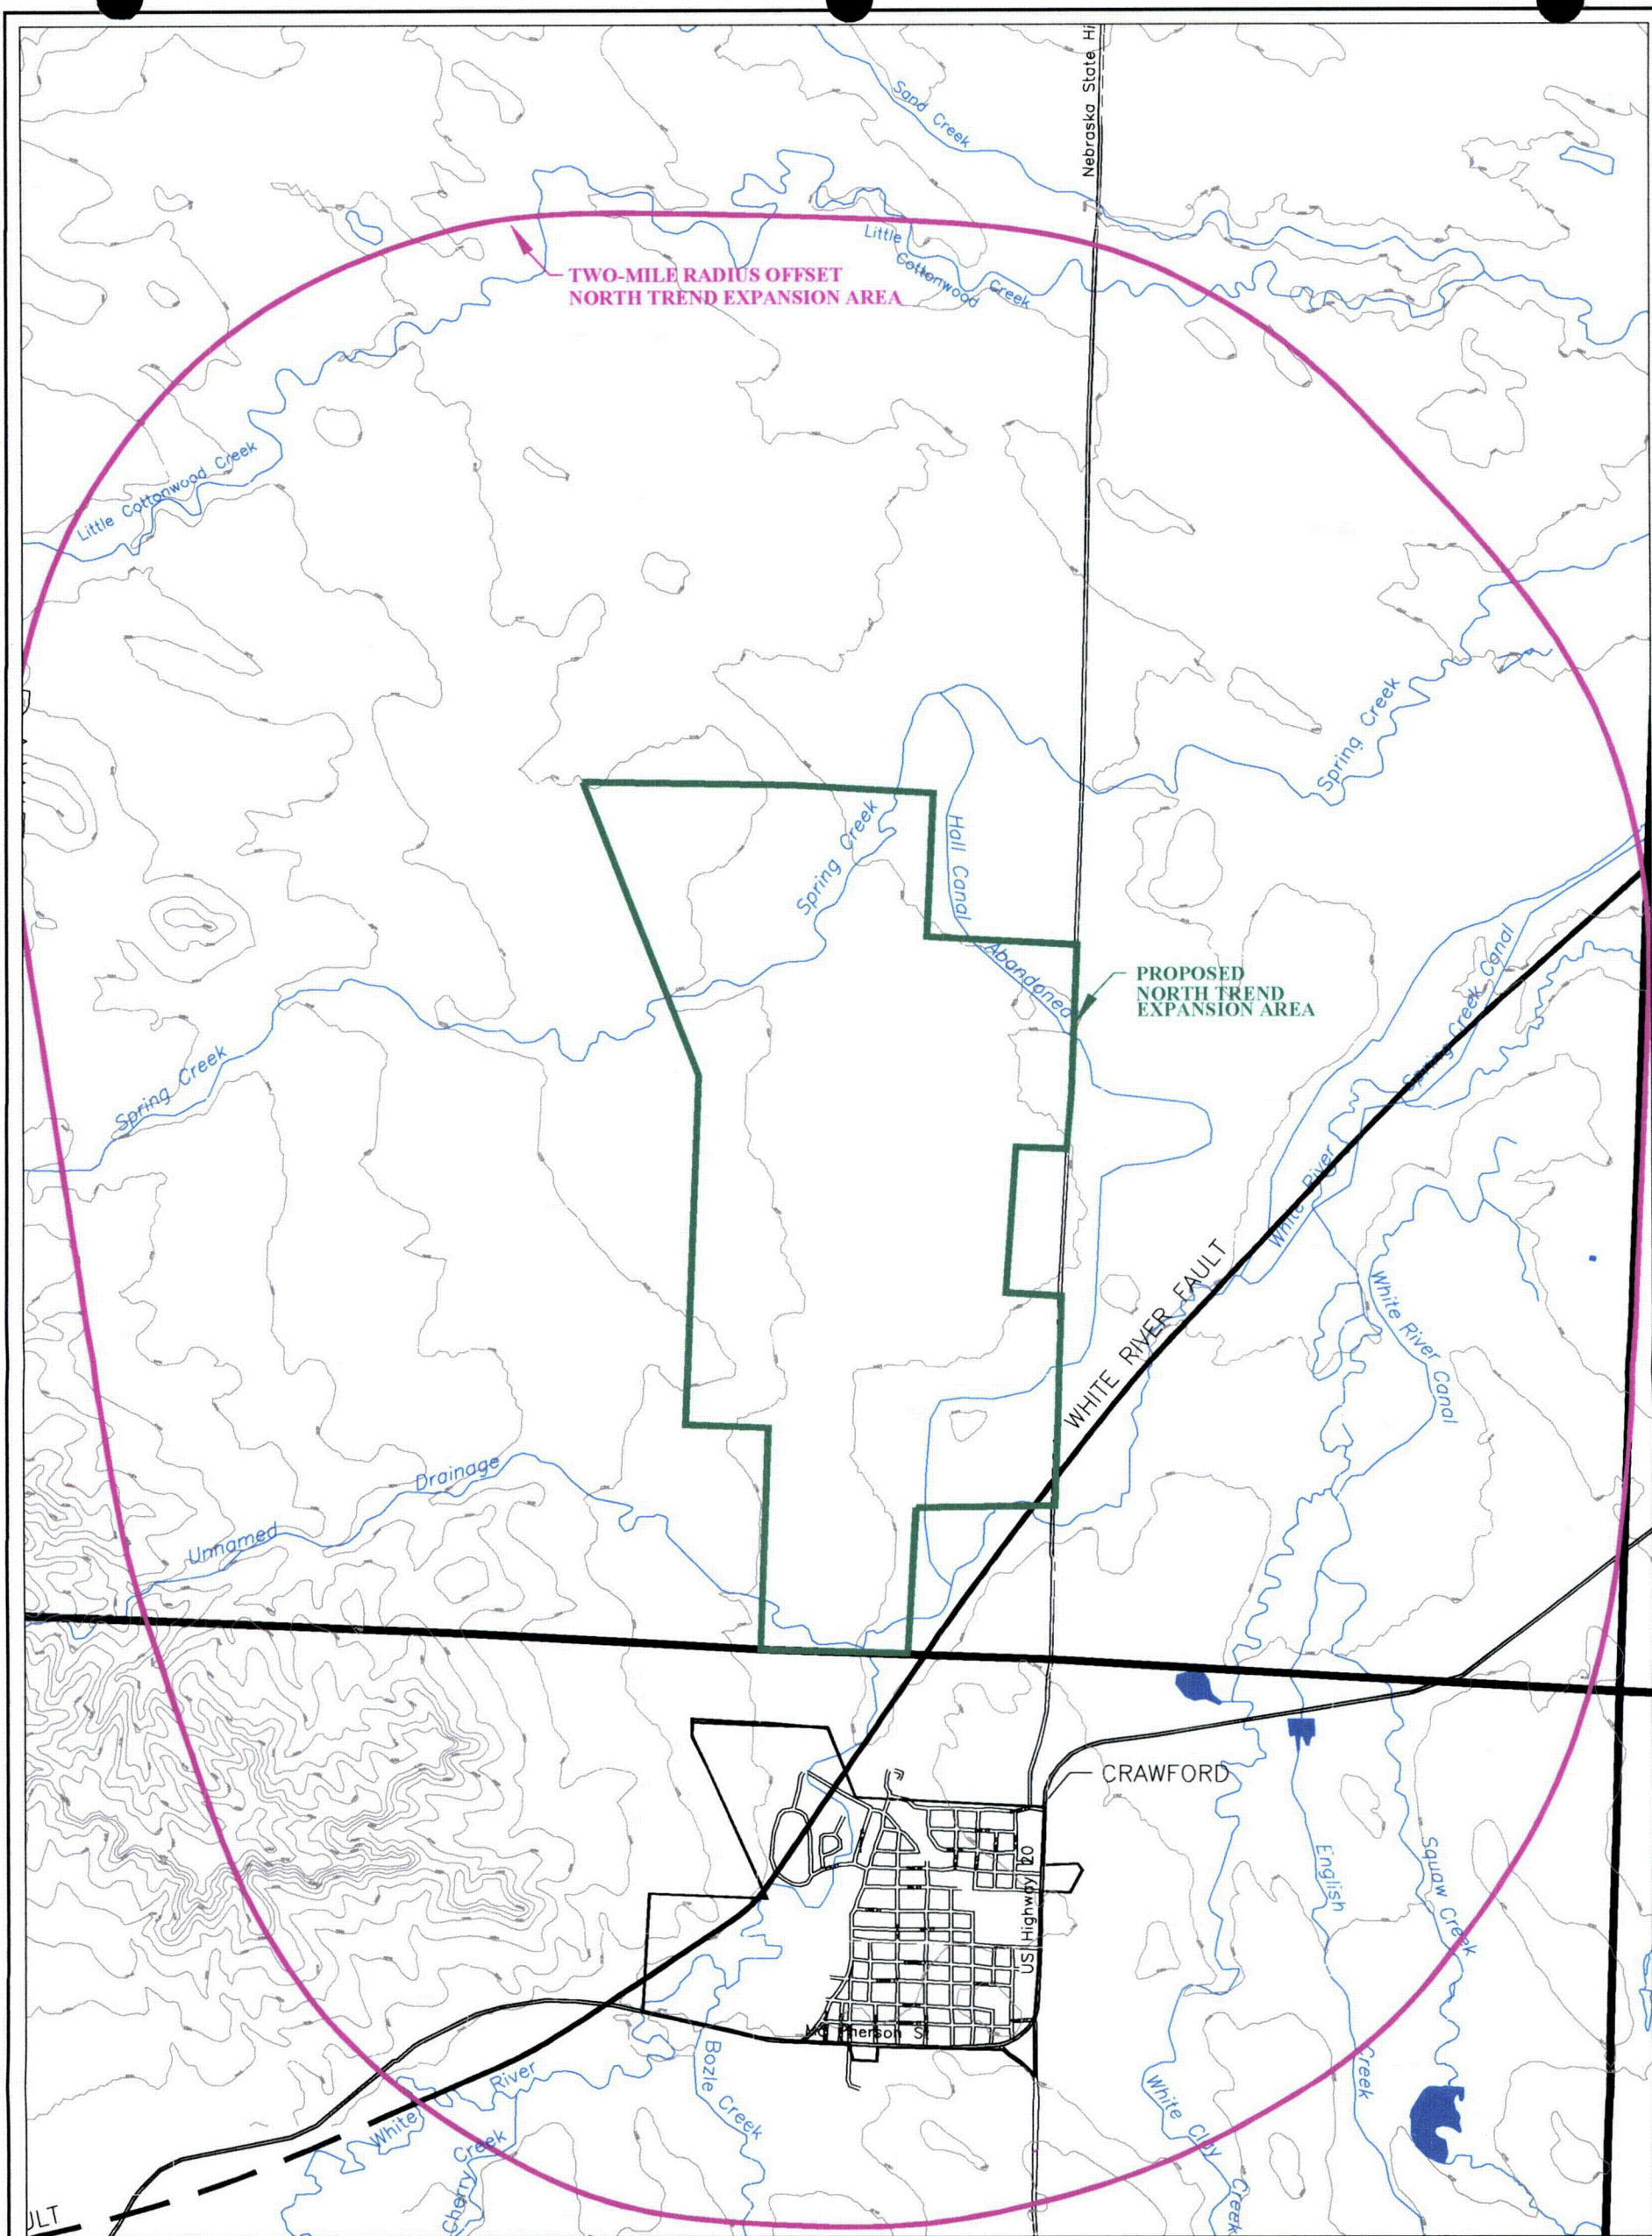 Nebraska State Hi
Sand Creek
Little
Cottonwood
Creek
TWO-MILE RADIUS OFFSET
NORTH TREND EXPANSION AREA
Little Cottonwood Creek
Spring Creek
Spring Creek
Hall Canal
Abandoned
PROPOSED
NORTH TREND
EXPANSION AREA
Spring Creek Canal
Spring Creek
White River
WHITE RIVER FAULT
White River Canal
Unnamed
Drainage
CRAWFORD
US Highway 20
English
Creek
Squaw Creek
River
White
Bozle Creek
Cherry Creek
White Clay
Creek
ULT